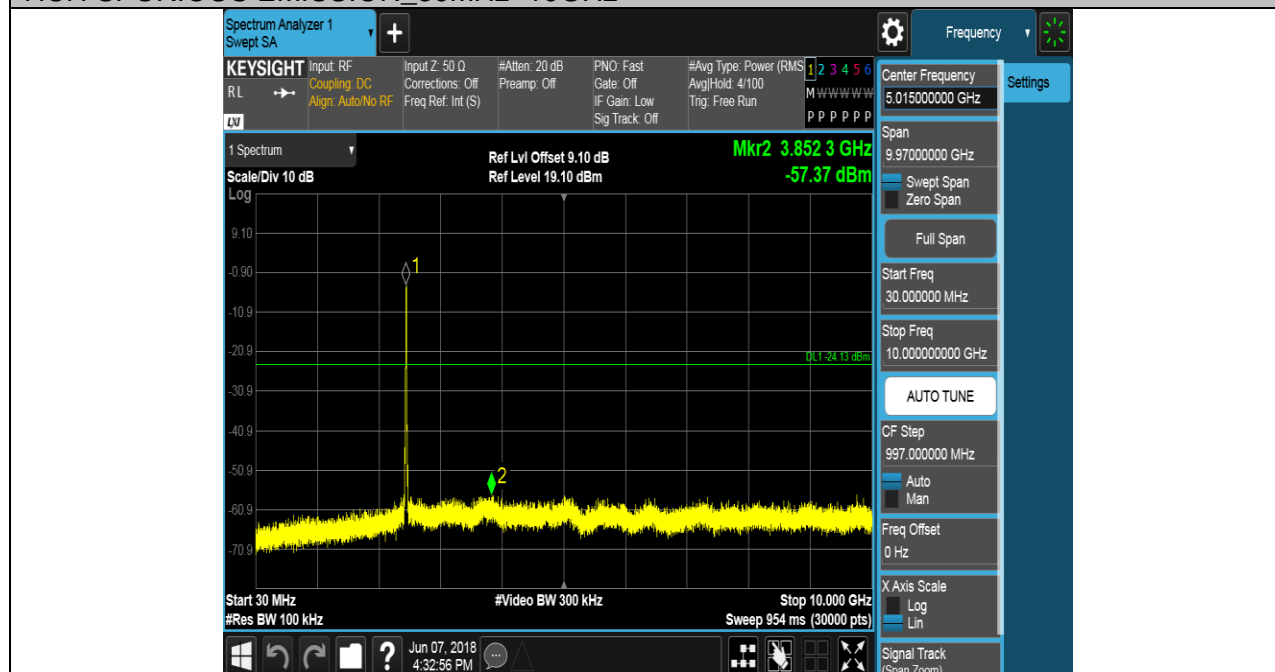 Spectrum Analyzer 1
Swept SA
+
Frequency
KEYSIGHT
RL
LXI
Input: RF
Coupling: DC
Align: Auto/No RF
Input Z: 50 Ω
Corrections: Off
Freq Ref: Int (S)
#Atten: 20 dB
Preamp: Off
PNO: Fast
Gate: Off
IF Gain: Low
Sig Track: Off
#Avg Type: Power (RMS
Avg|Hold: 4/100
Trig: Free Run
1 2 3 4 5 6
M W W W W W
P P P P P P
Center Frequency
5.015000000 GHz
Settings
1 Spectrum
Scale/Div 10 dB
Ref Lvl Offset 9.10 dB
Ref Level 19.10 dBm
Mkr2 3.852 3 GHz
-57.37 dBm
Span
9.97000000 GHz
Swept Span
Zero Span
Full Span
Start Freq
30.000000 MHz
Stop Freq
10.000000000 GHz
AUTO TUNE
CF Step
997.000000 MHz
Auto
Man
Freq Offset
0 Hz
X Axis Scale
Log
Lin
Signal Track
(Span Zoom)
Log
9.10
-0.90
-10.9
-20.9
-30.9
-40.9
-50.9
-60.9
-70.9
1
2
DL1 -24.13 dBm
Start 30 MHz
#Res BW 100 kHz
#Video BW 300 kHz
Stop 10.000 GHz
Sweep 954 ms (30000 pts)
?
Jun 07, 2018
4:32:56 PM